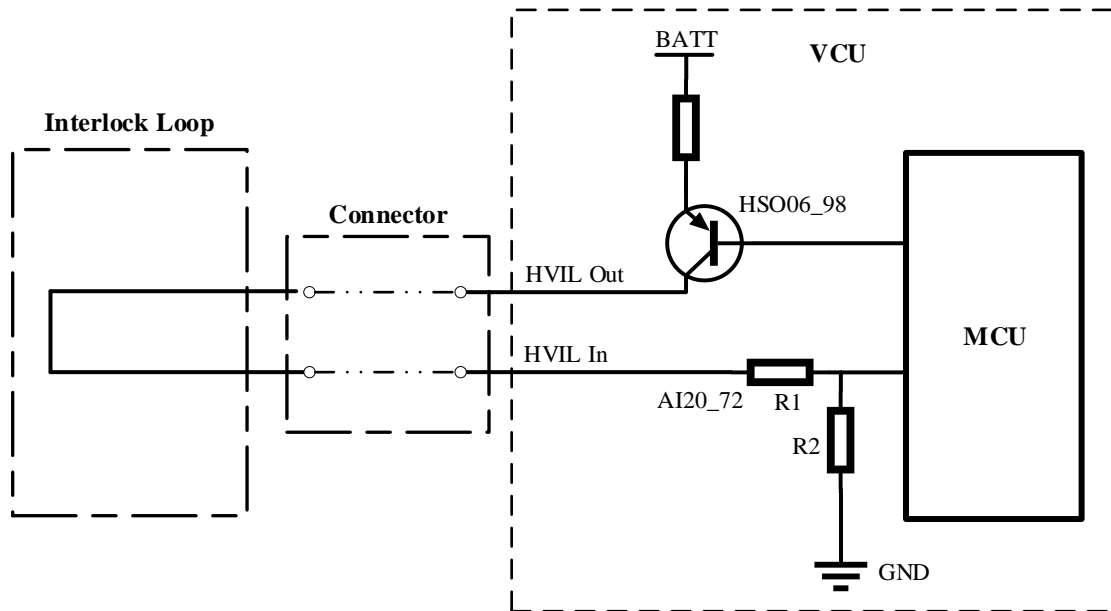 BATT
VCU
Interlock Loop
HSO06_98
Connector
HVIL Out
MCU
HVIL In
AI20_72
R1
R2
GND